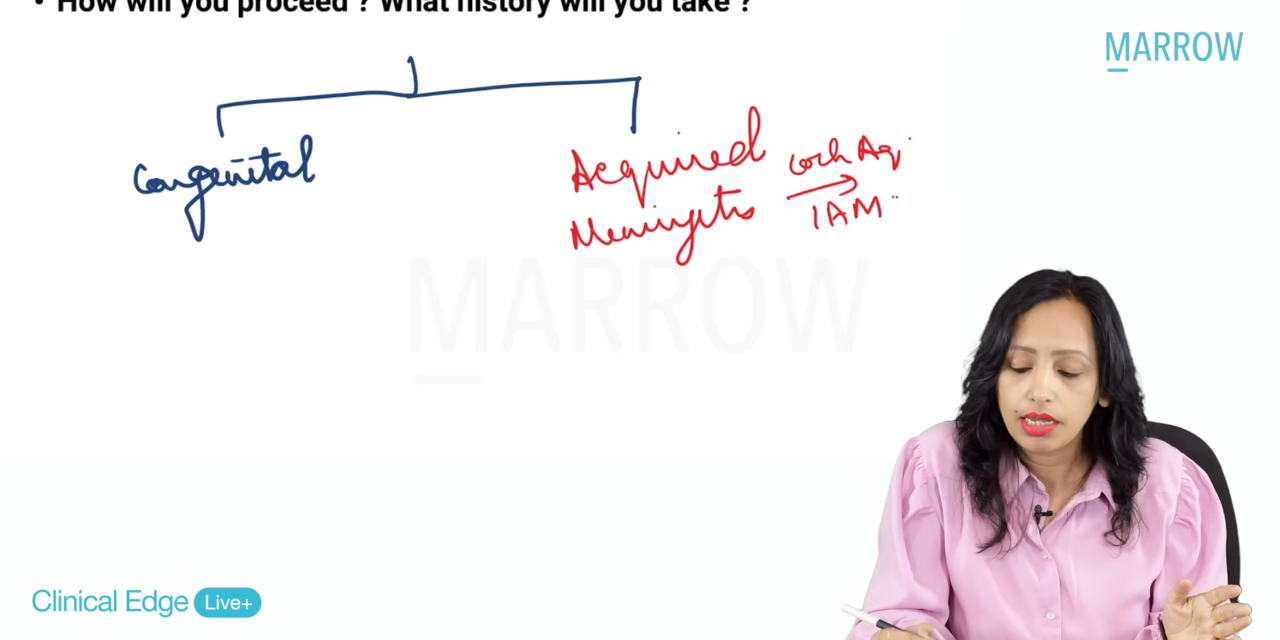 • How will you proceed ? What history will you take ?
MARROW
Congenital
Acquired
Meningitis
Coch Aq.
IAM
MARROW
Clinical Edge Live+